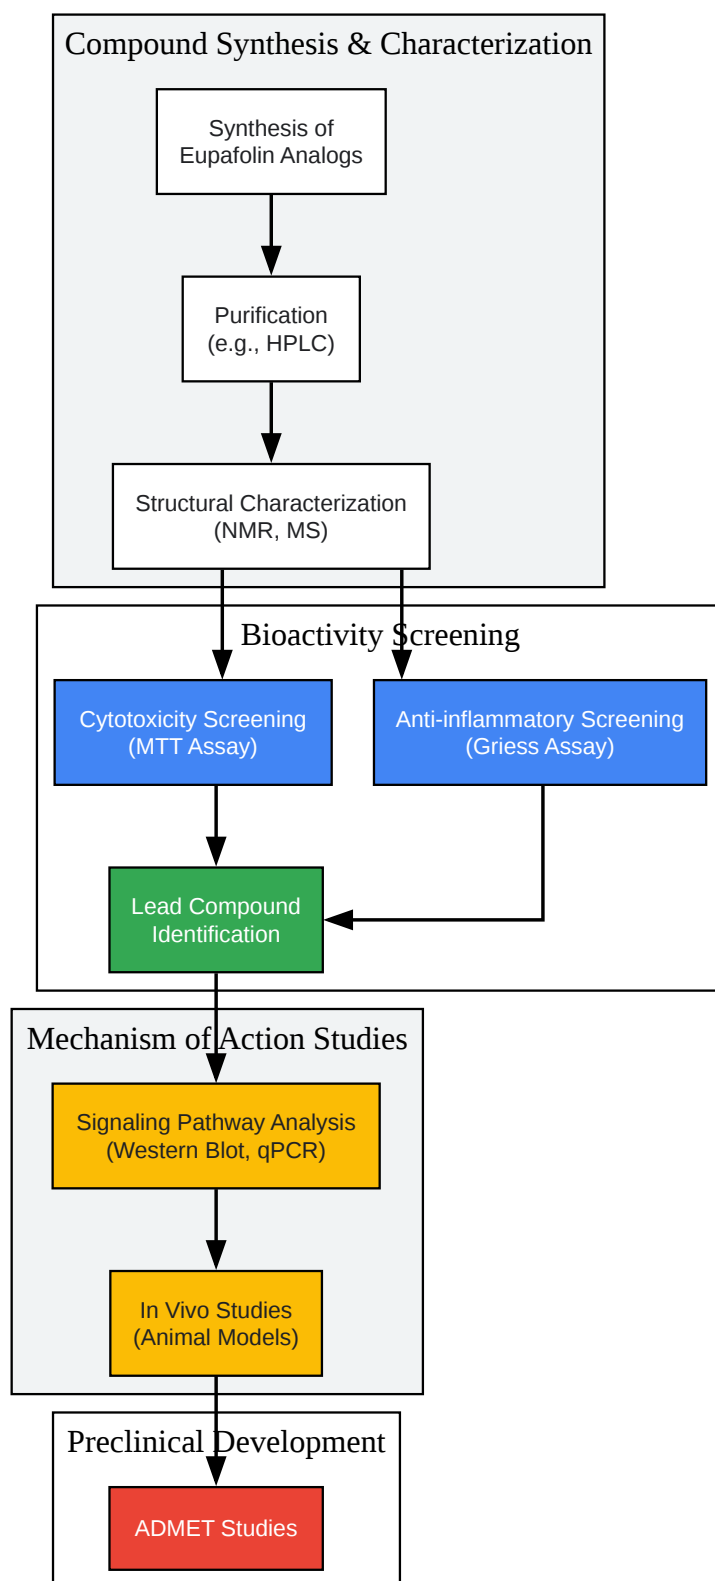 Compound Synthesis & Characterization
Synthesis of
Eupafolin Analogs
Purification
(e.g., HPLC)
Structural Characterization
(NMR, MS)
Bioactivity Screening
Cytotoxicity Screening
(MTT Assay)
Anti-inflammatory Screening
(Griess Assay)
Lead Compound
Identification
Mechanism of Action Studies
Signaling Pathway Analysis
(Western Blot, qPCR)
In Vivo Studies
(Animal Models)
Preclinical Development
ADMET Studies